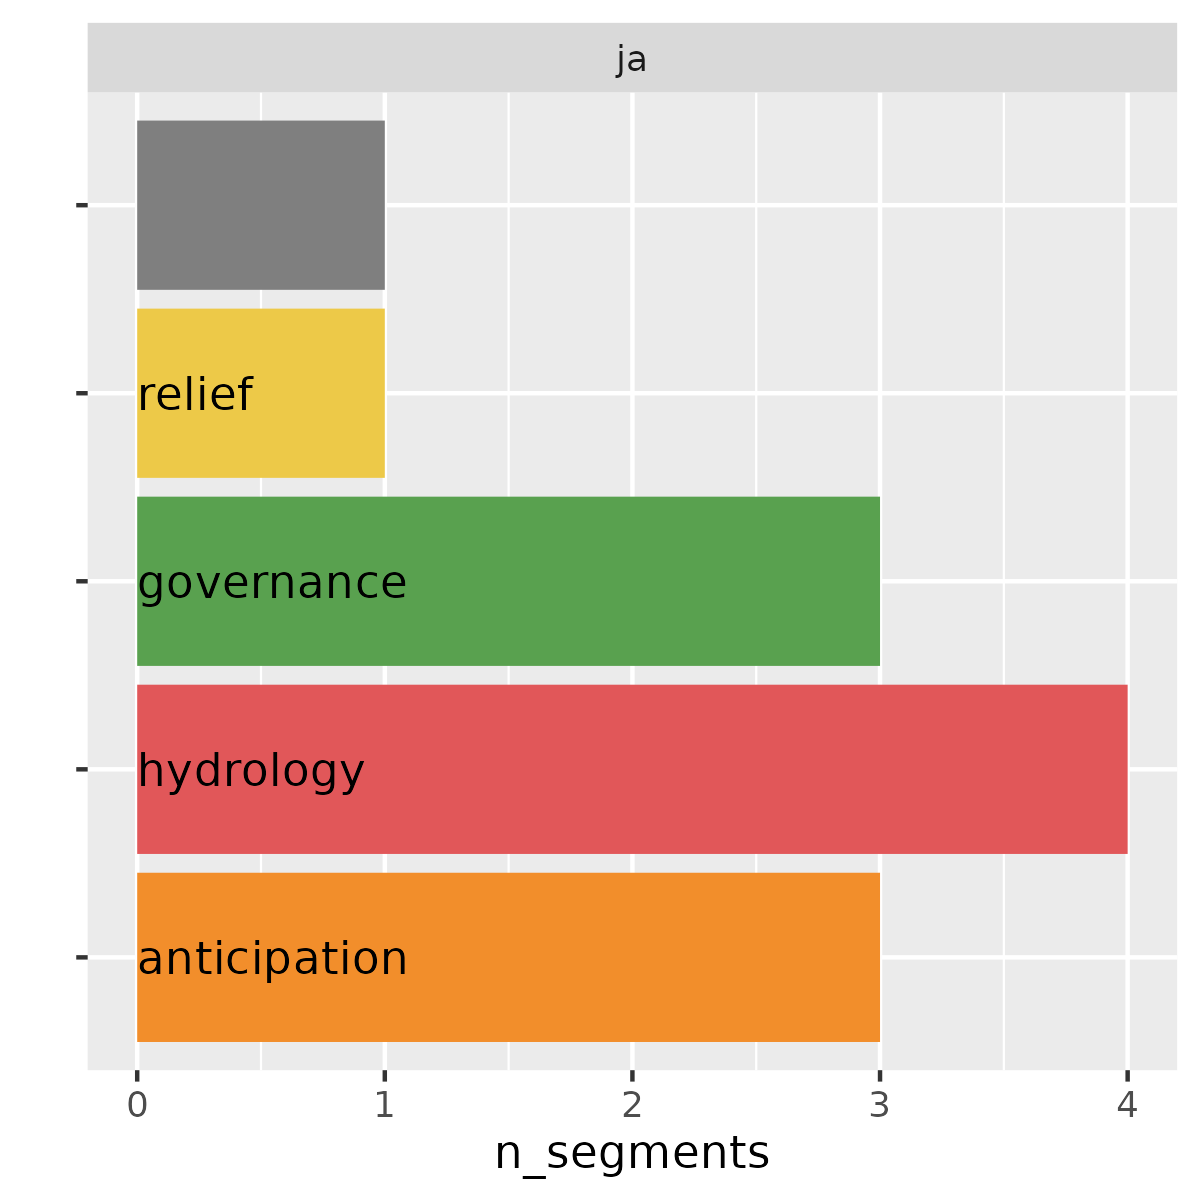 ja
relief
governance
hydrology
anticipation
0 1 2 3 4
n_segments